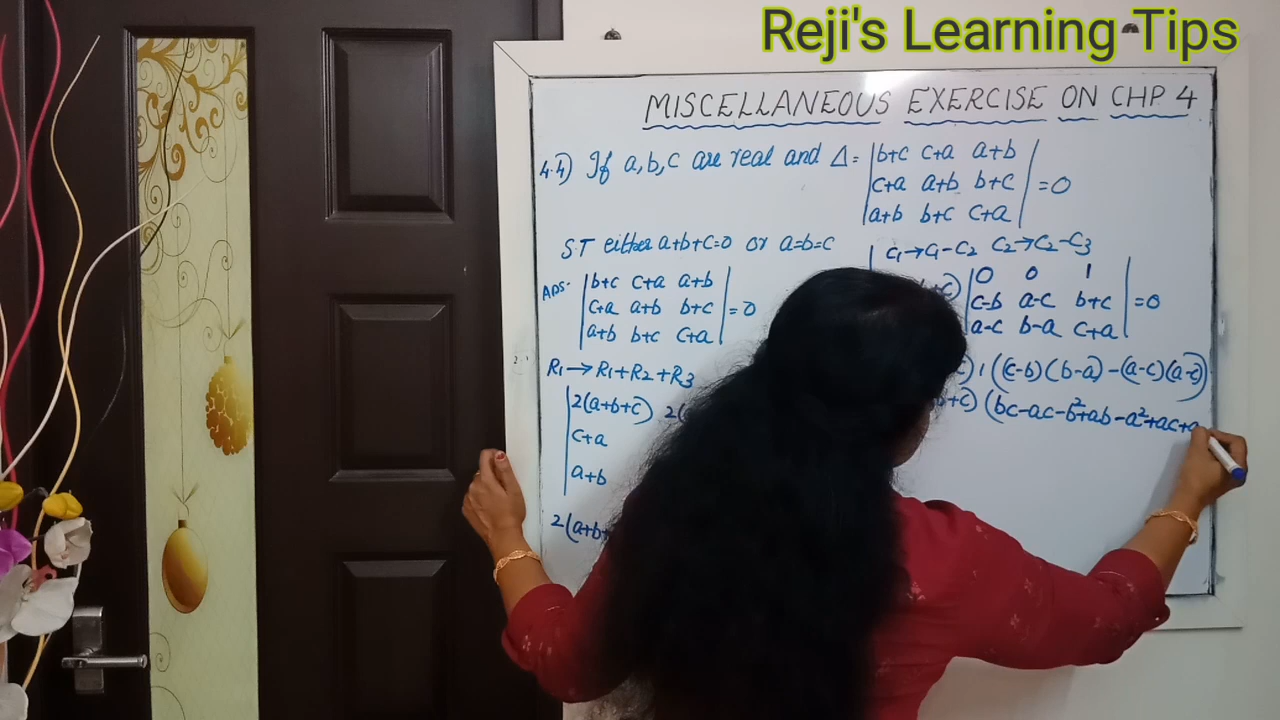 Reji's Learning Tips
MISCELLANEOUS EXERCISE ON CHP 4
4.4) If a,b,c are real and Δ= |b+c c+a a+b|
|c+a a+b b+c| =0
|a+b b+c c+a|
S.T either a+b+c=0 or a=b=c
Ans- |b+c c+a a+b|
|c+a a+b b+c| =0
|a+b b+c c+a|
R1→R1+R2+R3
|2(a+b+c) 2(
|c+a
|a+b
2(a+b+
C1→C1-C2 C2→C2-C3
|0 0 1|
|c-b a-c b+c| =0
|a-c b-a c+a|
) 1((c-b)(b-a)-(a-c)(a-c))
+c) (bc-ac-b²+ab-a²+ac+